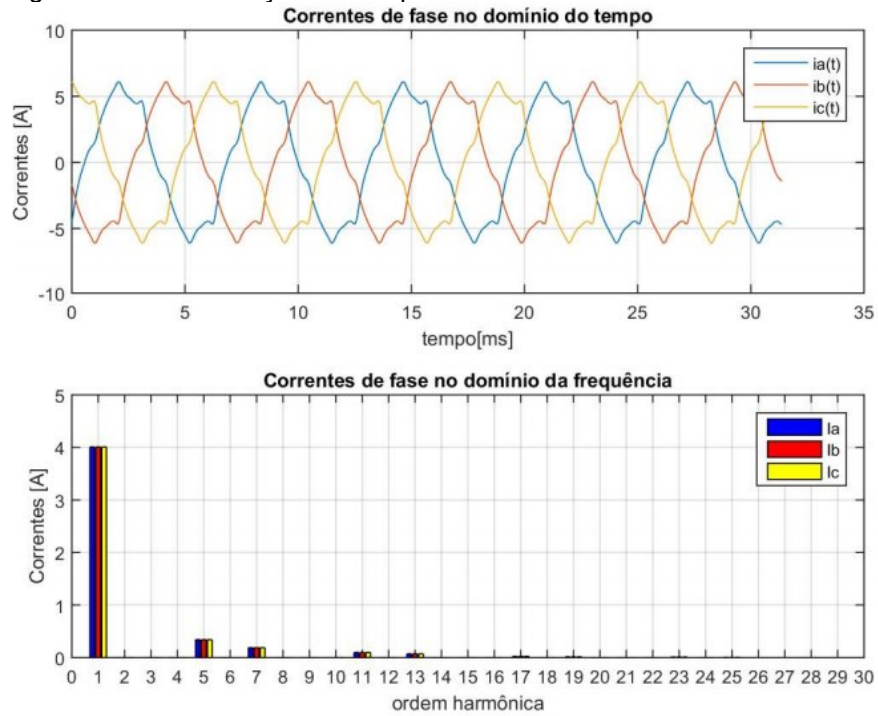 Correntes de fase no domínio do tempo
10
5
0
-5
-10
Correntes [A]
ia(t)
ib(t)
ic(t)
0 5 10 15 20 25 30 35
tempo[ms]
Correntes de fase no domínio da frequência
5
4
3
2
1
0
Correntes [A]
Ia
Ib
Ic
0 1 2 3 4 5 6 7 8 9 10 11 12 13 14 15 16 17 18 19 20 21 22 23 24 25 26 27 28 29 30
ordem harmônica